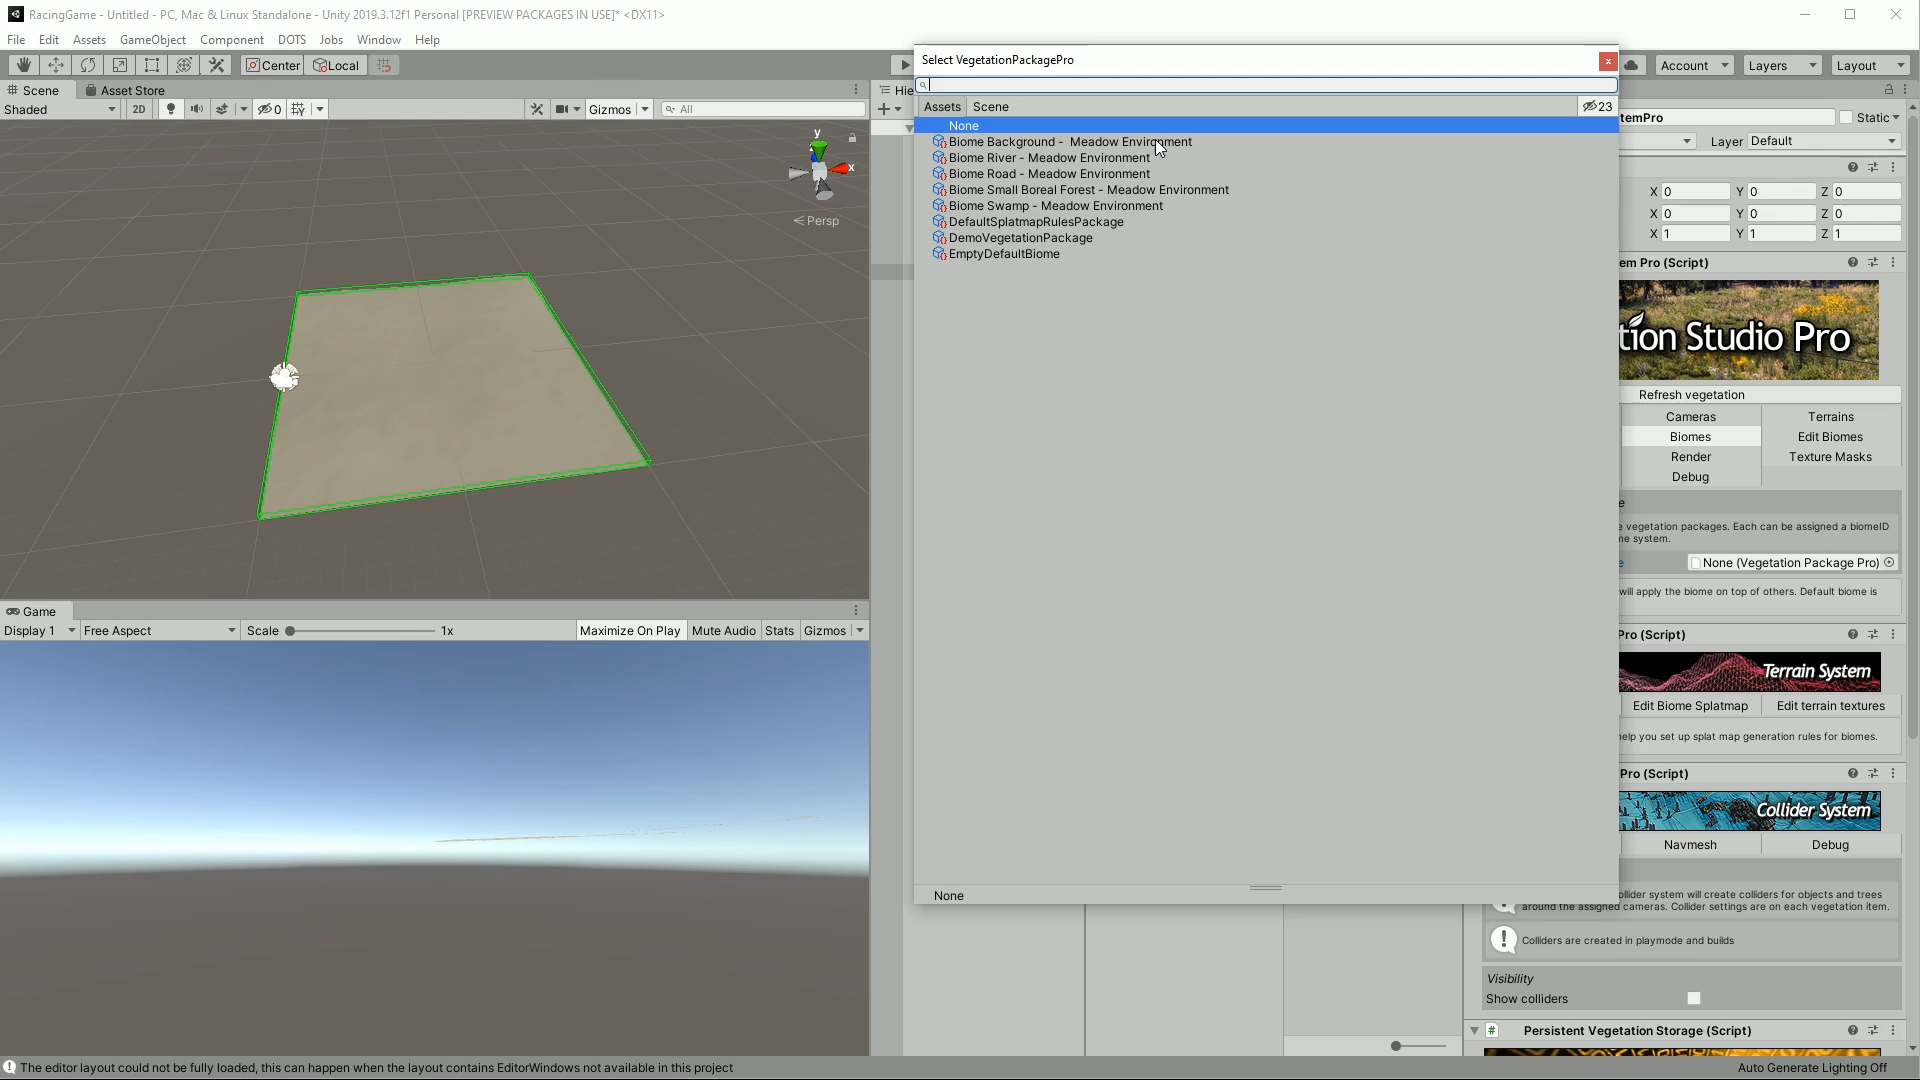 RacingGame - Untitled - PC, Mac & Linux Standalone - Unity 2019.3.12f1 Personal [PREVIEW PACKAGES IN USE]* <DX11>
File Edit Assets GameObject Component DOTS Jobs Window Help
Center Local
Account Layers Layout
Scene Asset Store
Shaded 2D 0 Gizmos All
y
x
Persp
Game
Display 1 Free Aspect Scale 1x Maximize On Play Mute Audio Stats Gizmos
Hie
Select VegetationPackagePro
x
Assets Scene 23
None
Biome Background - Meadow Environment
Biome River - Meadow Environment
Biome Road - Meadow Environment
Biome Small Boreal Forest - Meadow Environment
Biome Swamp - Meadow Environment
DefaultSplatmapRulesPackage
DemoVegetationPackage
EmptyDefaultBiome
None
temPro Static
Layer Default
X 0 Y 0 Z 0
X 0 Y 0 Z 0
X 1 Y 1 Z 1
em Pro (Script)
tion Studio Pro
Refresh vegetation
Cameras Terrains
Biomes Edit Biomes
Render Texture Masks
Debug
e
e vegetation packages. Each can be assigned a biomeID
me system.
e None (Vegetation Package Pro)
will apply the biome on top of others. Default biome is
Pro (Script)
Terrain System
Edit Biome Splatmap Edit terrain textures
help you set up splat map generation rules for biomes.
Pro (Script)
Collider System
Navmesh Debug
ollider system will create colliders for objects and trees
around the assigned cameras. Collider settings are on each vegetation item.
Colliders are created in playmode and builds
Visibility
Show colliders
# Persistent Vegetation Storage (Script)
The editor layout could not be fully loaded, this can happen when the layout contains EditorWindows not available in this project
Auto Generate Lighting Off